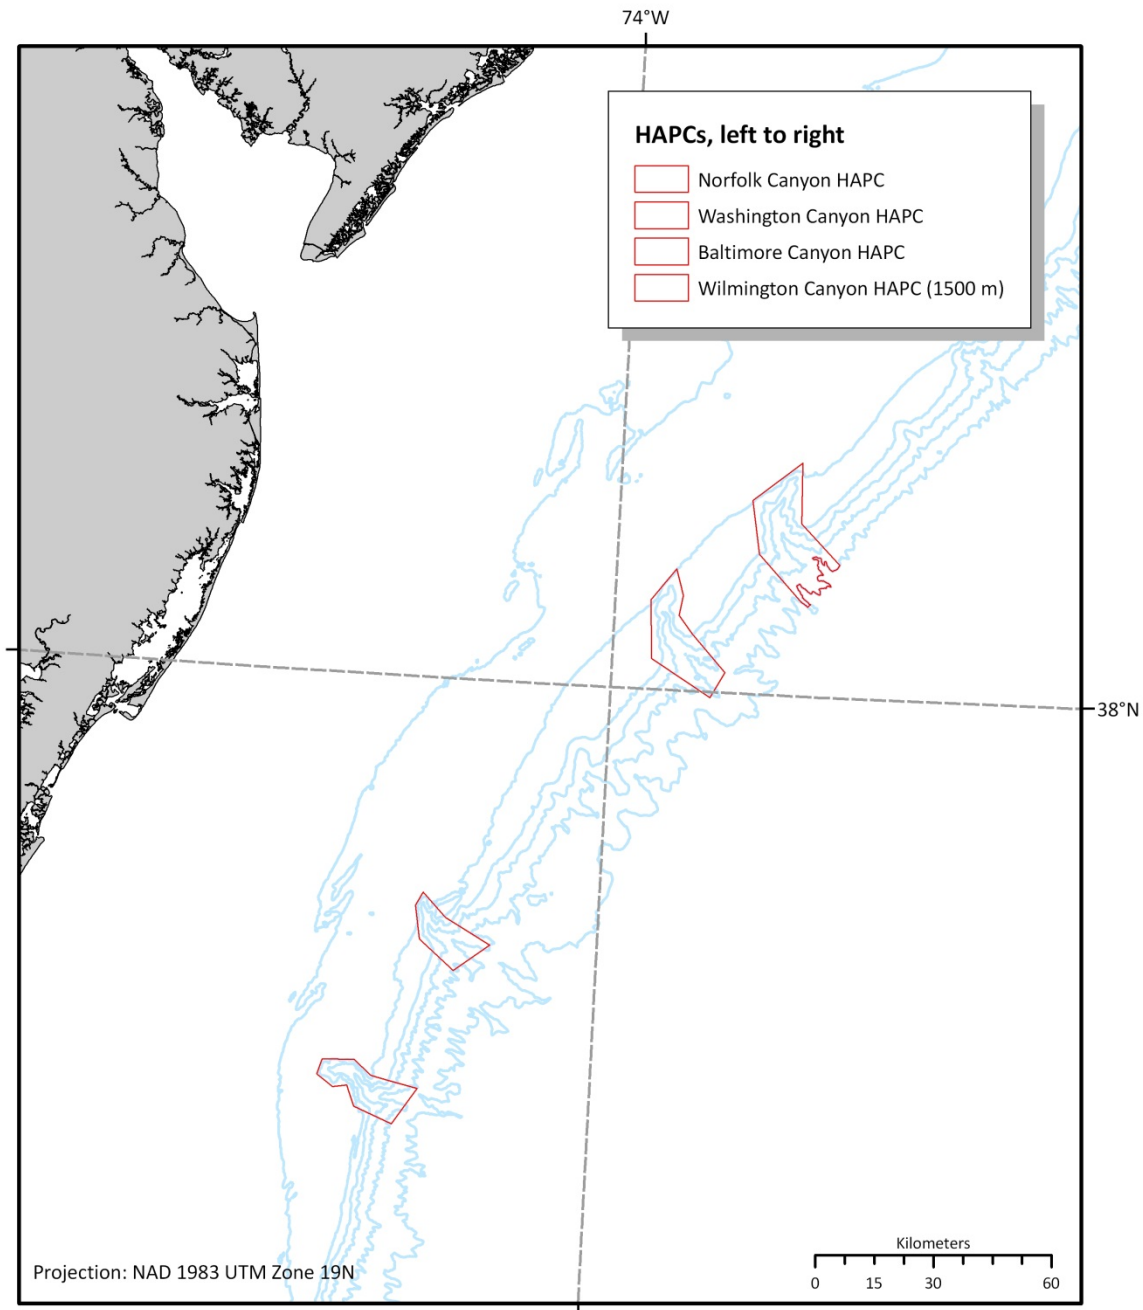 74°W
HAPCs, left to right
Norfolk Canyon HAPC
Washington Canyon HAPC
Baltimore Canyon HAPC
Wilmington Canyon HAPC (1500 m)
38°N
Kilometers
0 15 30 60
Projection: NAD 1983 UTM Zone 19N